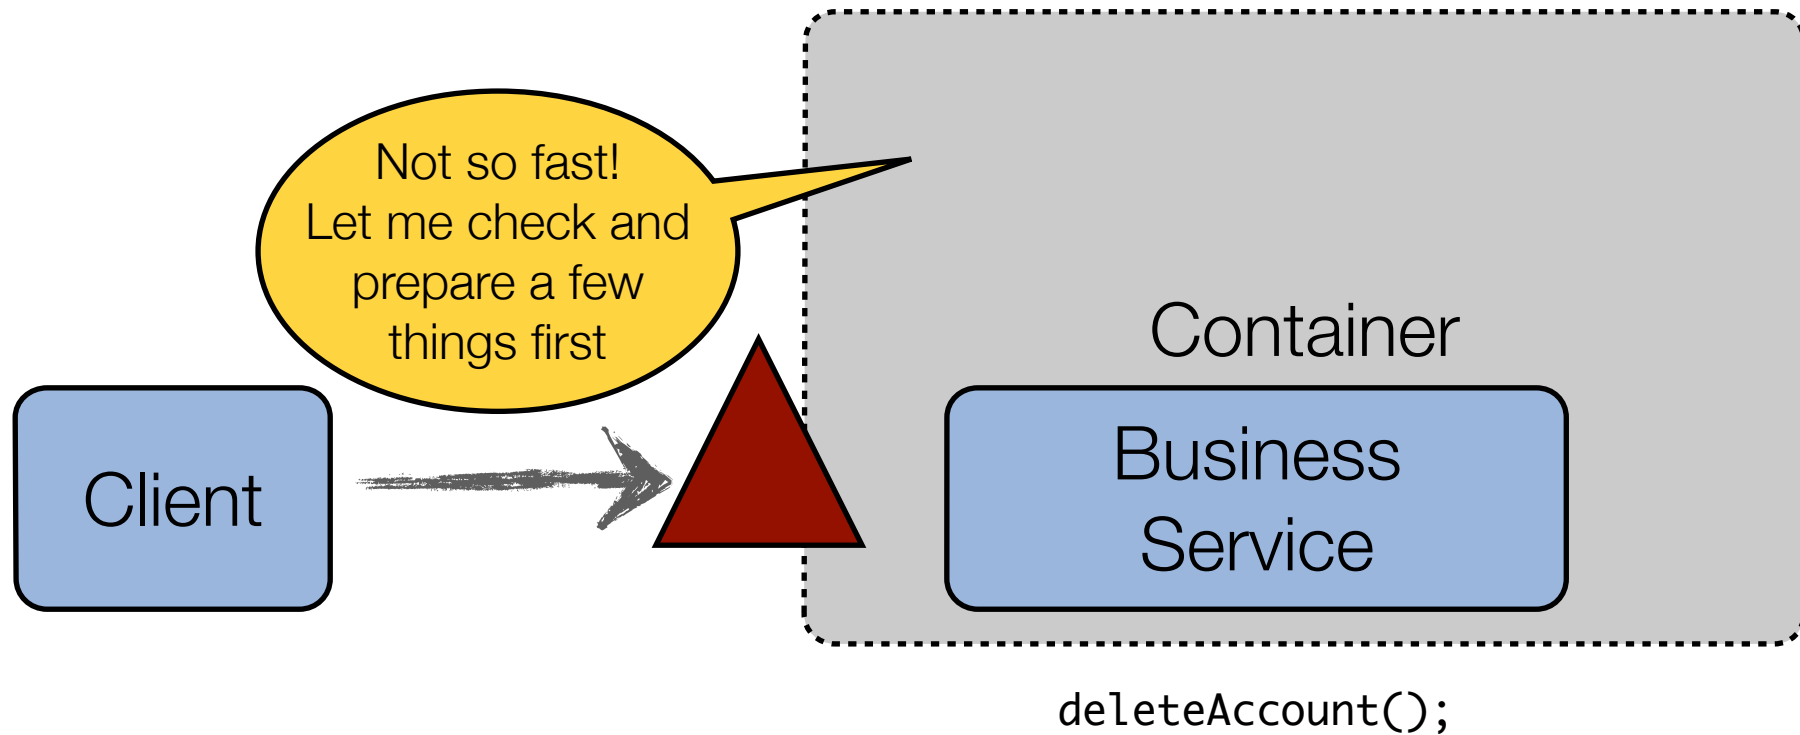 Not so fast!
Let me check and
prepare a few
things first
Container
Client
Business
Service
deleteAccount();